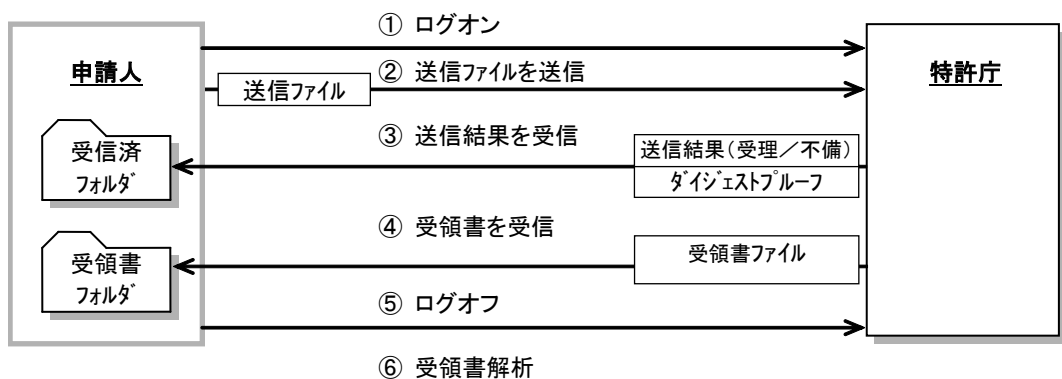 ① ログオン
申請人
② 送信ファイルを送信
特許庁
送信ファイル
③ 送信結果を受信
受信済
フォルダ
送信結果(受理/不備)
ダイジェストプルーフ
④ 受領書を受信
受領書
フォルダ
受領書ファイル
⑤ ログオフ
⑥ 受領書解析